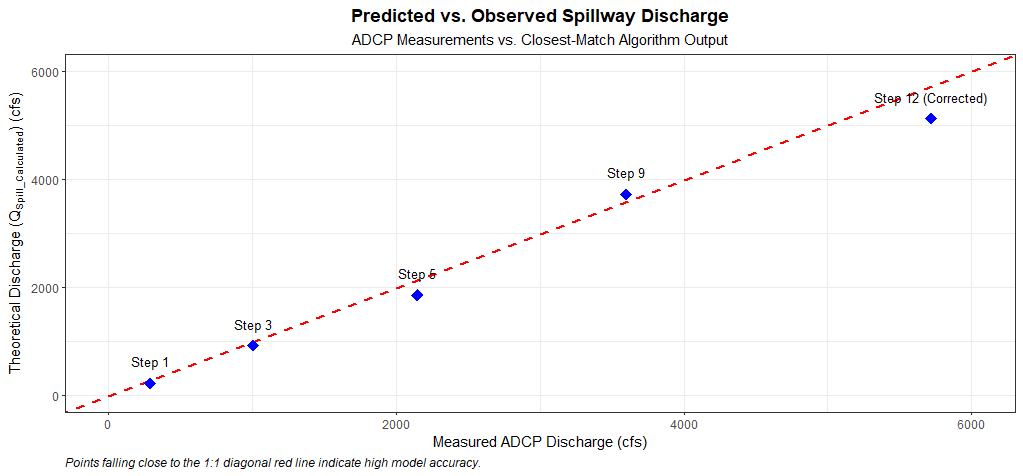 Predicted vs. Observed Spillway Discharge
ADCP Measurements vs. Closest-Match Algorithm Output
Theoretical Discharge (QSpill_Calculated) (cfs)
6000
4000
2000
0
Step 12 (Corrected)
Step 9
Step 5
Step 3
Step 1
0
2000
4000
6000
Measured ADCP Discharge (cfs)
Points falling close to the 1:1 diagonal red line indicate high model accuracy.